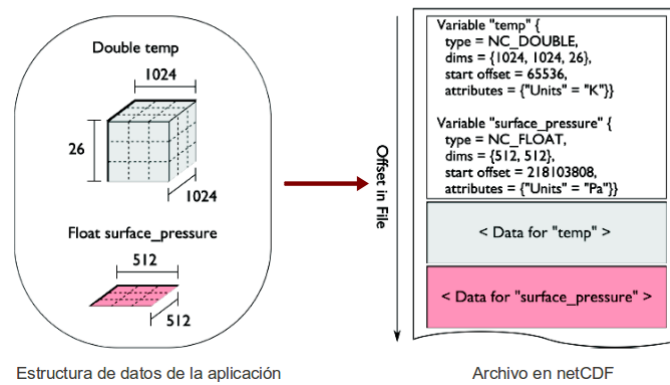 Double temp
1024
26
1024
Float surface_pressure
512
512
Estructura de datos de la aplicación
Offset in File
Variable "temp" {
type = NC_DOUBLE,
dims = {1024, 1024, 26},
start offset = 65536,
attributes = {"Units" = "K"}}
Variable "surface_pressure" {
type = NC_FLOAT,
dims = {512, 512},
start offset = 218103808,
attributes = {"Units" = "Pa"}}
< Data for "temp" >
< Data for "surface_pressure" >
Archivo en netCDF